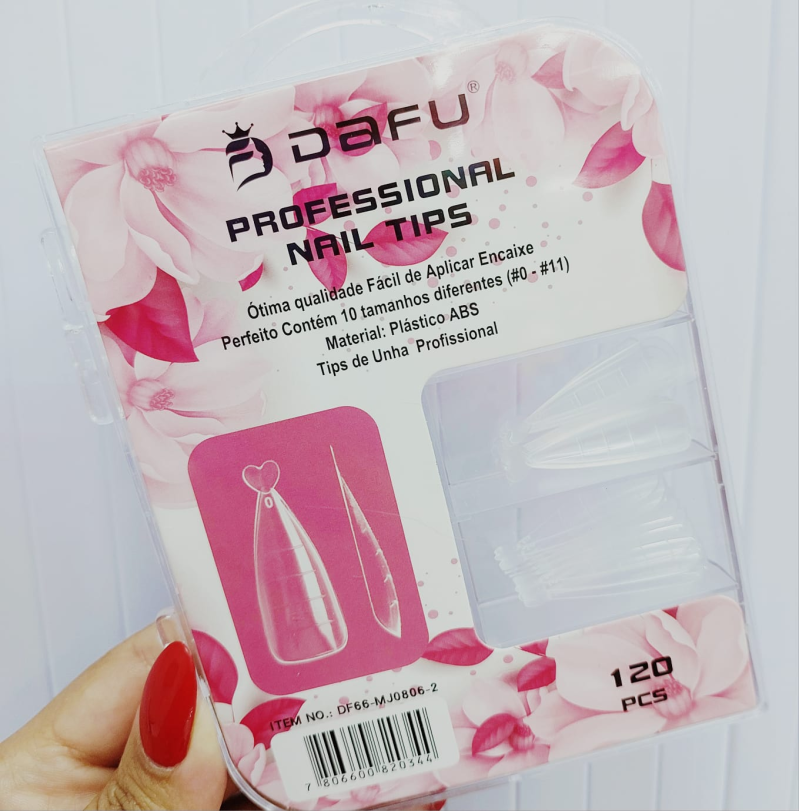 DaFU®
PROFESSIONAL
NAIL TIPS
Ótima qualidade Fácil de Aplicar Encaixe
Perfeito Contém 10 tamanhos diferentes (#0 - #11)
Material: Plástico ABS
Tips de Unha Profissional
0
120
PCS
ITEM NO.: DF66-MJ0806-2
7 806600 820344